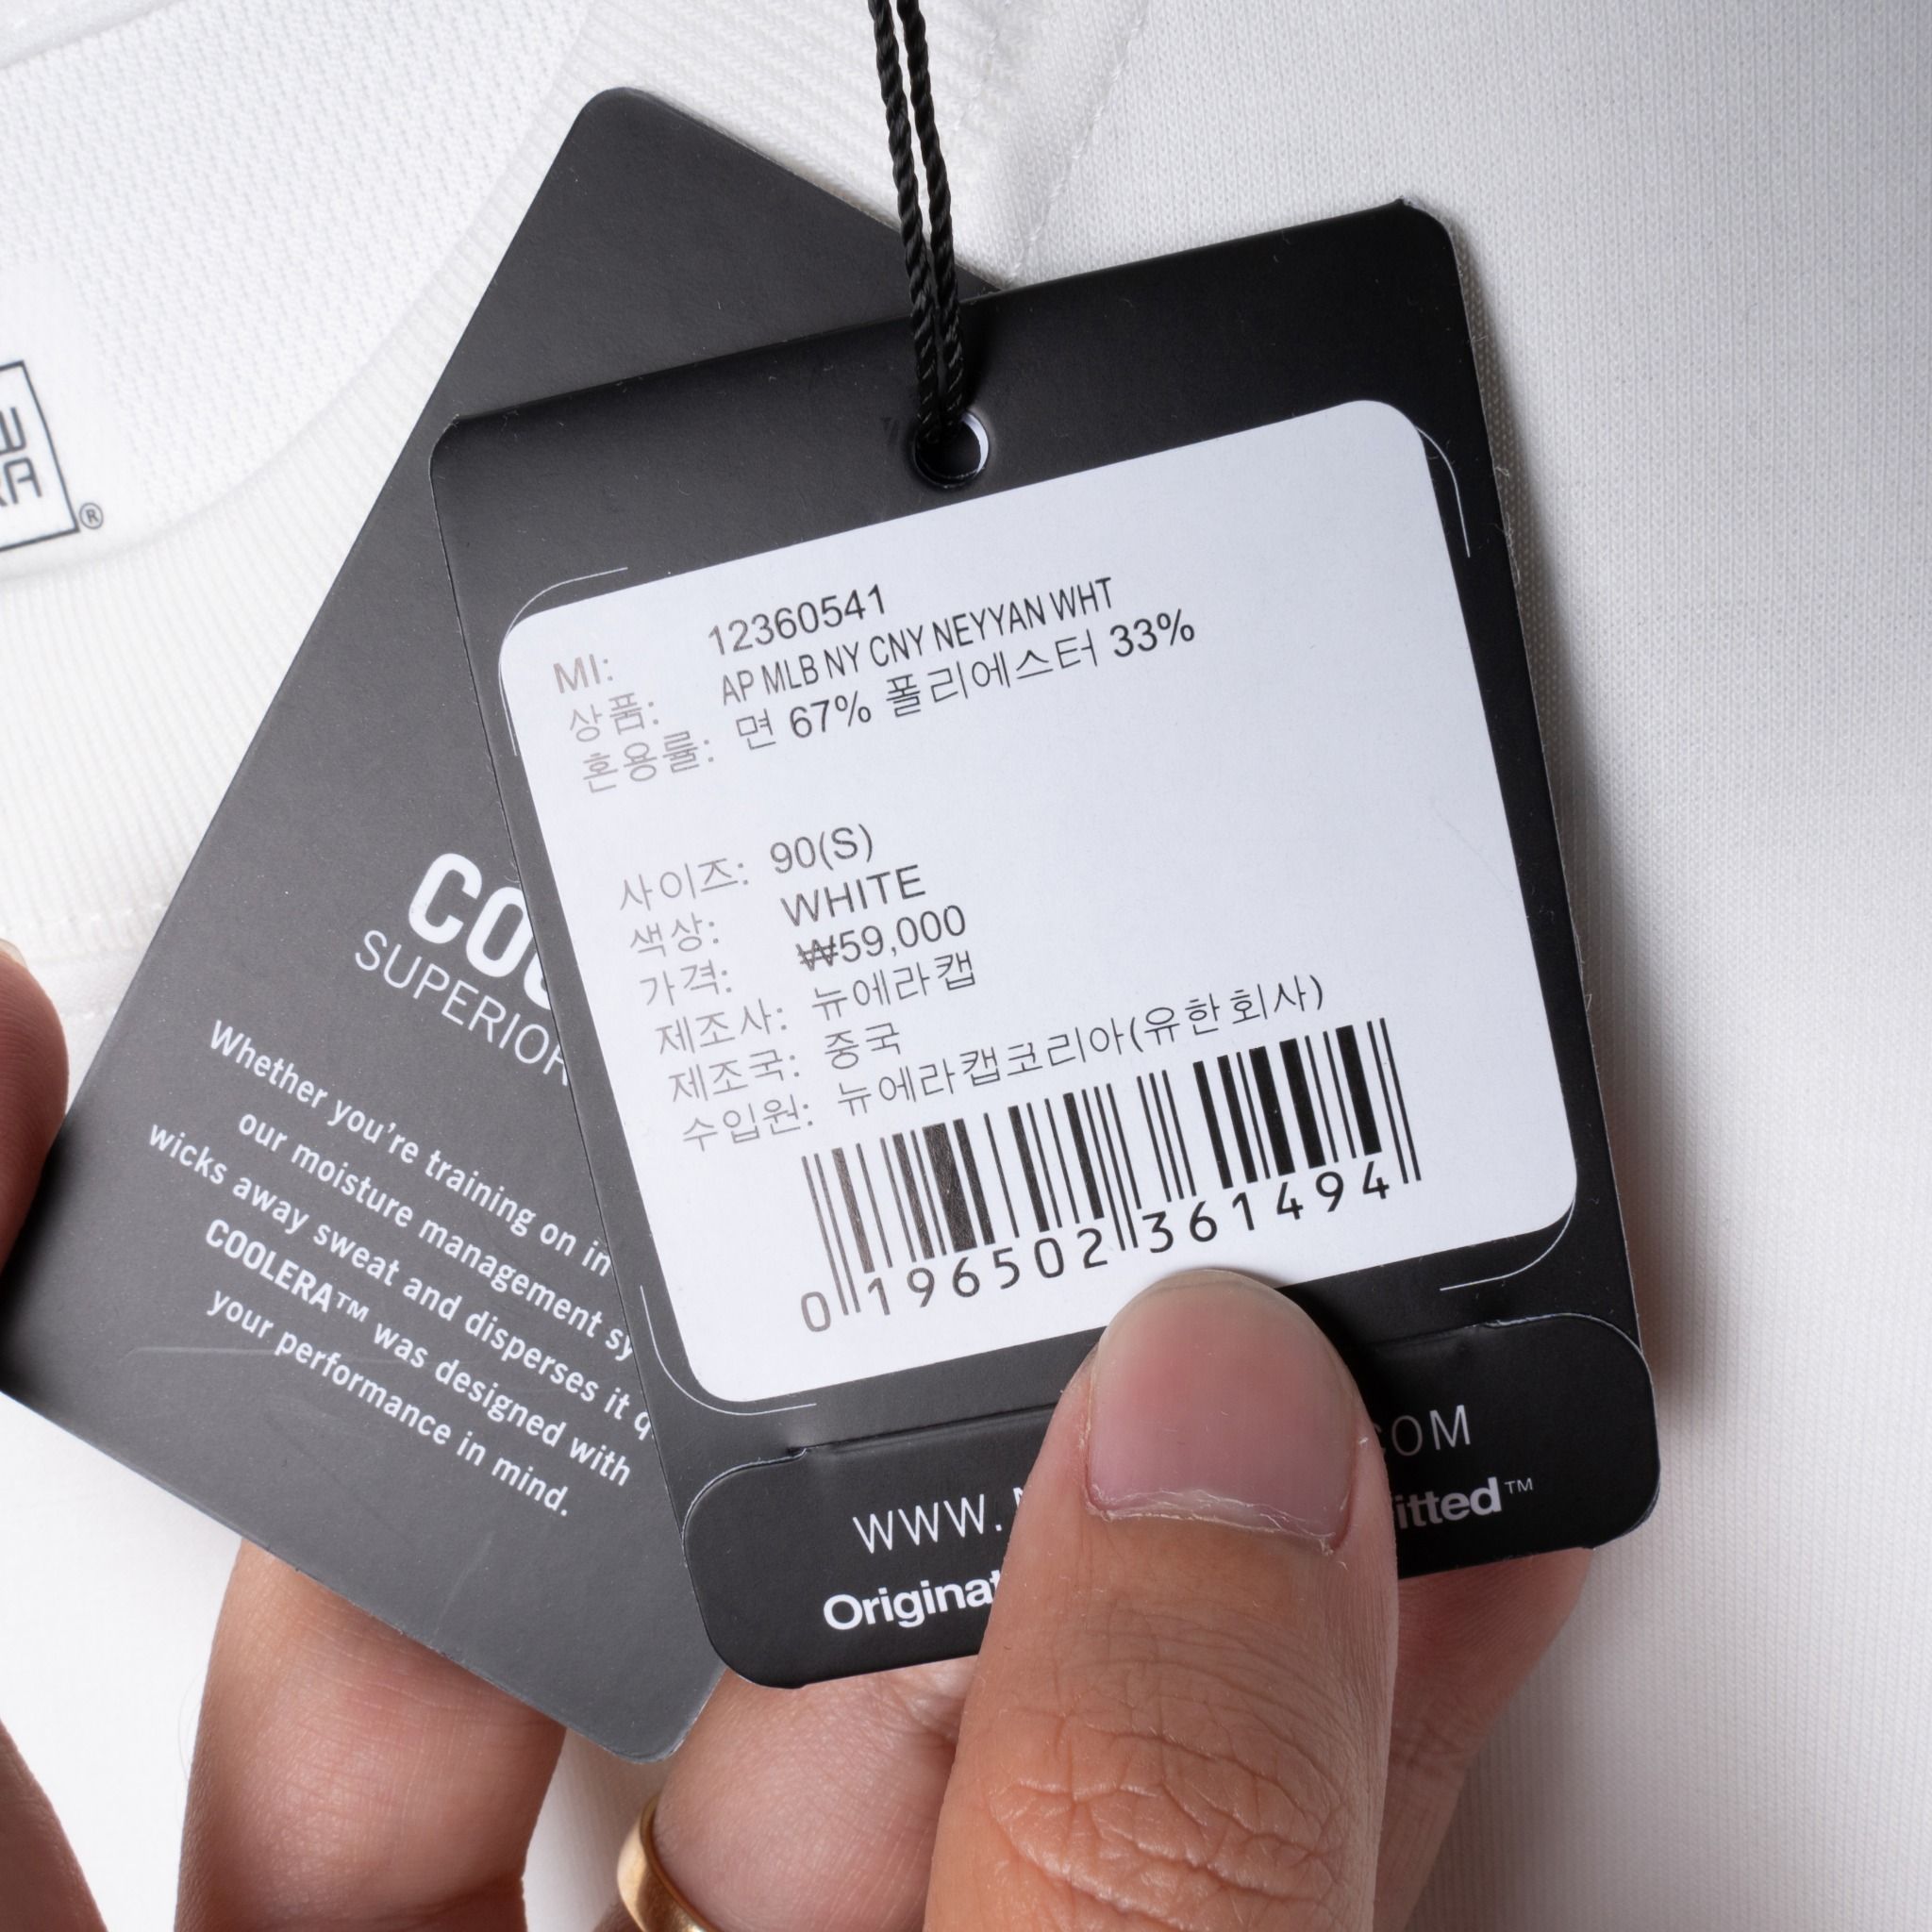 ®
MI: 12360541
상품: AP MLB NY CNY NEYYAN WHT
혼용률: 면 67% 폴리에스터 33%
사이즈: 90(S)
색상: WHITE
가격: ₩59,000
제조사: 뉴에라캡
제조국: 중국
수입원: 뉴에라캡코리아(유한회사)
0 196502 361494
WWW.
COM
Originat
itted™
SUPERIOR
Whether you're training on
our moisture management
wicks away sweat and disperses it
COOLERA™ was designed with
your performance in mind.